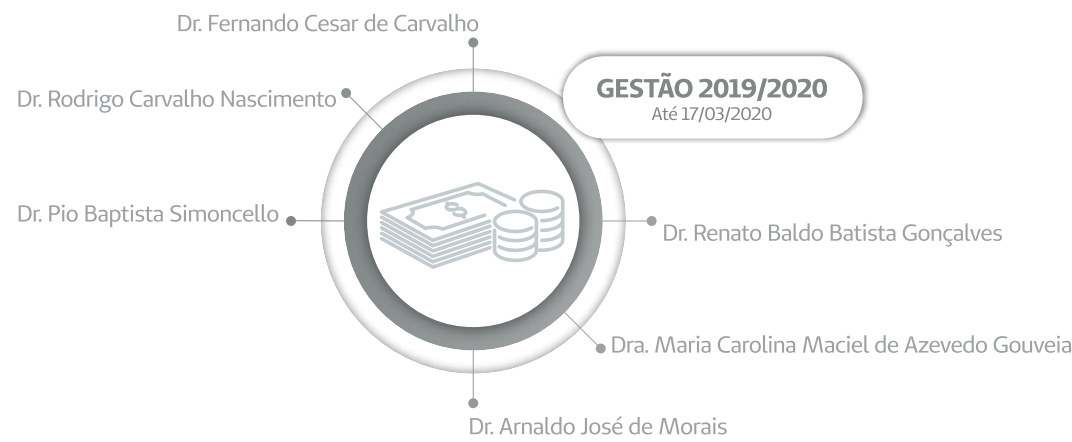 Dr. Fernando Cesar de Carvalho
GESTÃO 2019/2020
Até 17/03/2020
Dr. Rodrigo Carvalho Nascimento
Dr. Pio Baptista Simoncello
$
Dr. Renato Baldo Batista Gonçalves
Dra. Maria Carolina Maciel de Azevedo Gouveia
Dr. Arnaldo José de Morais